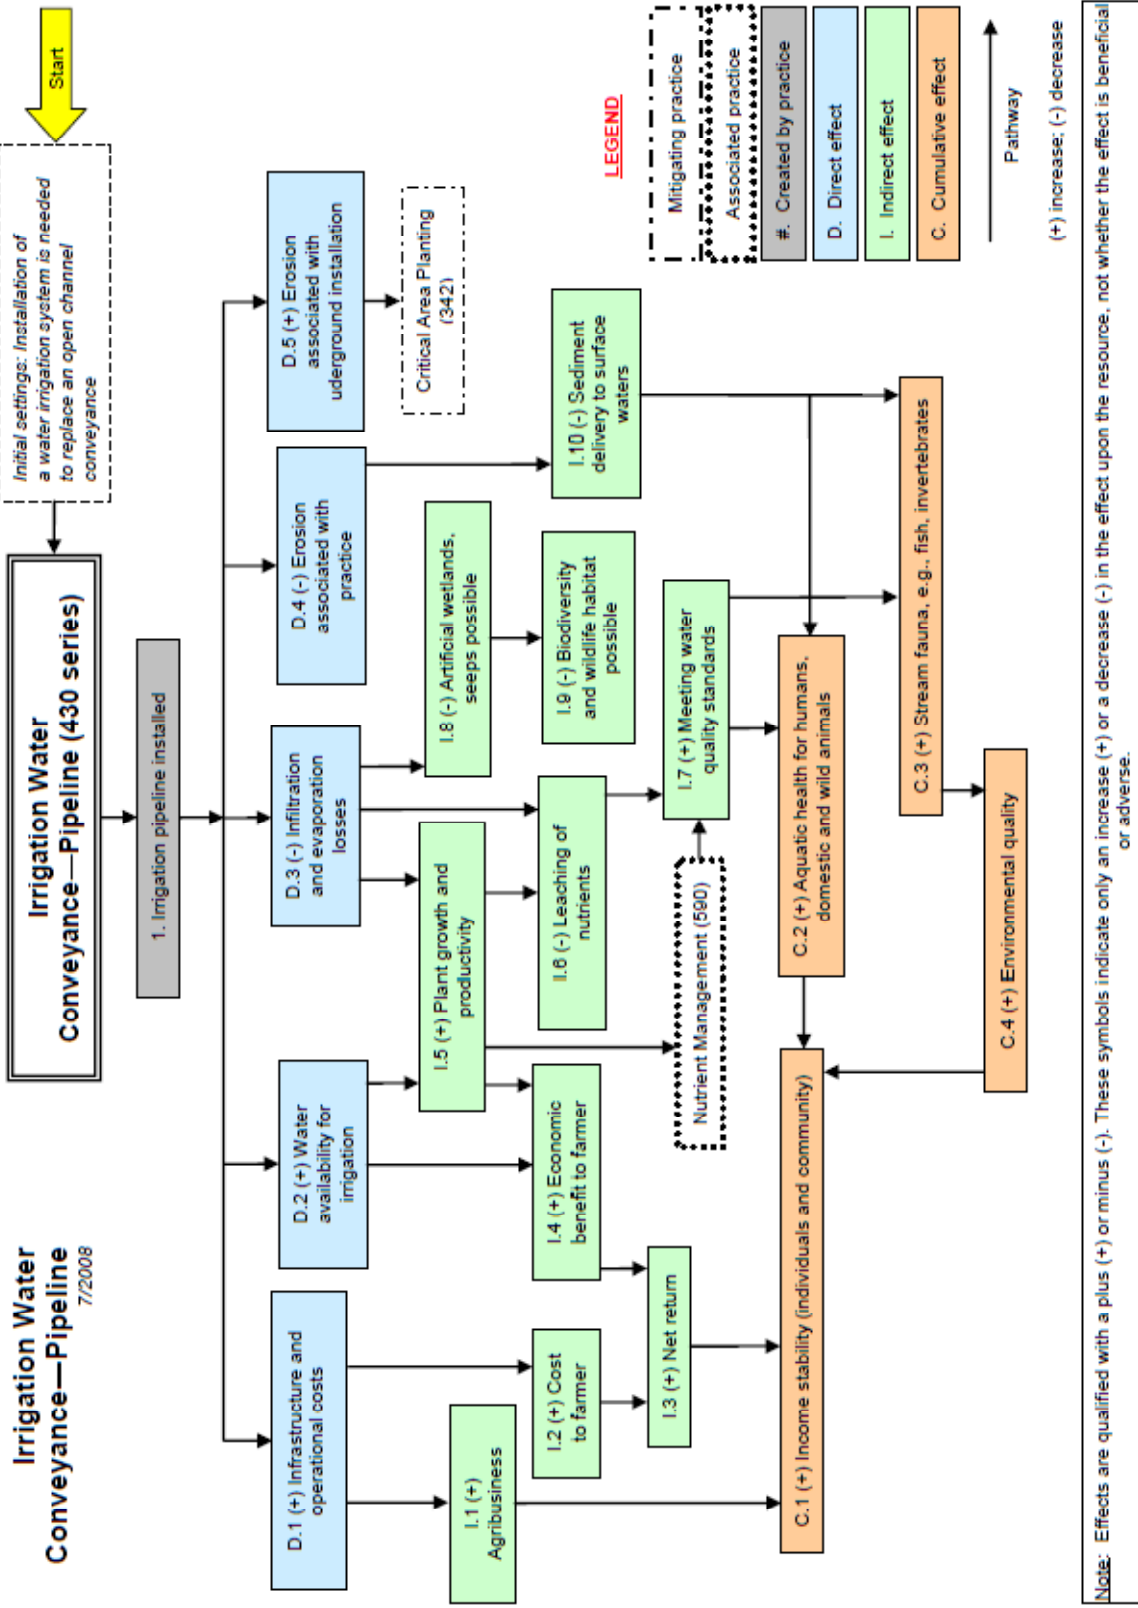 Irrigation Water
Conveyance—Pipeline
7/2008
Irrigation Water
Conveyance—Pipeline (430 series)
Initial settings: Installation of
a water irrigation system is needed
to replace an open channel
conveyance
Start
1. Irrigation pipeline installed
D.1 (+) Infrastructure and
operational costs
D.2 (+) Water
availability for
irrigation
D.3 (-) Infiltration
and evaporation
losses
D.4 (-) Erosion
associated with
practice
D.5 (+) Erosion
associated with
uderground installation
I.1 (+)
Agribusiness
I.5 (+) Plant growth and
productivity
I.8 (-) Artificial wetlands,
seeps possible
Critical Area Planting
(342)
I.2 (+) Cost
to farmer
I.4 (+) Economic
benefit to farmer
I.6 (-) Leaching of
nutrients
I.9 (-) Biodiversity
and wildlife habitat
possible
I.10 (-) Sediment
delivery to surface
waters
I.3 (+) Net return
Nutrient Management (590)
I.7 (+) Meeting water
quality standards
C.1 (+) Income stability (individuals and community)
C.2 (+) Aquatic health for humans,
domestic and wild animals
C.3 (+) Stream fauna, e.g., fish, invertebrates
C.4 (+) Environmental quality
LEGEND
Mitigating practice
Associated practice
#. Created by practice
D. Direct effect
I. Indirect effect
C. Cumulative effect
Pathway
(+) increase; (-) decrease
Note: Effects are qualified with a plus (+) or minus (-). These symbols indicate only an increase (+) or a decrease (-) in the effect upon the resource, not whether the effect is beneficial
or adverse.